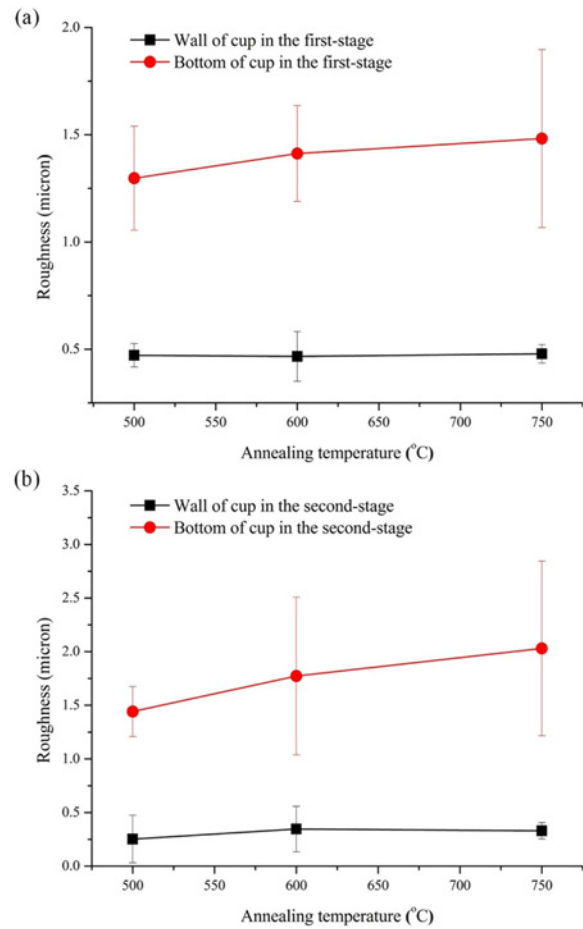 (a)
2.0
Wall of cup in the first-stage
Bottom of cup in the first-stage
1.5
1.0
0.5
Roughness (micron)
500 550 600 650 700 750
Annealing temperature (°C)
(b)
3.5
Wall of cup in the second-stage
Bottom of cup in the second-stage
3.0
2.5
2.0
1.5
1.0
0.5
0.0
Roughness (micron)
500 550 600 650 700 750
Annealing temperature (°C)